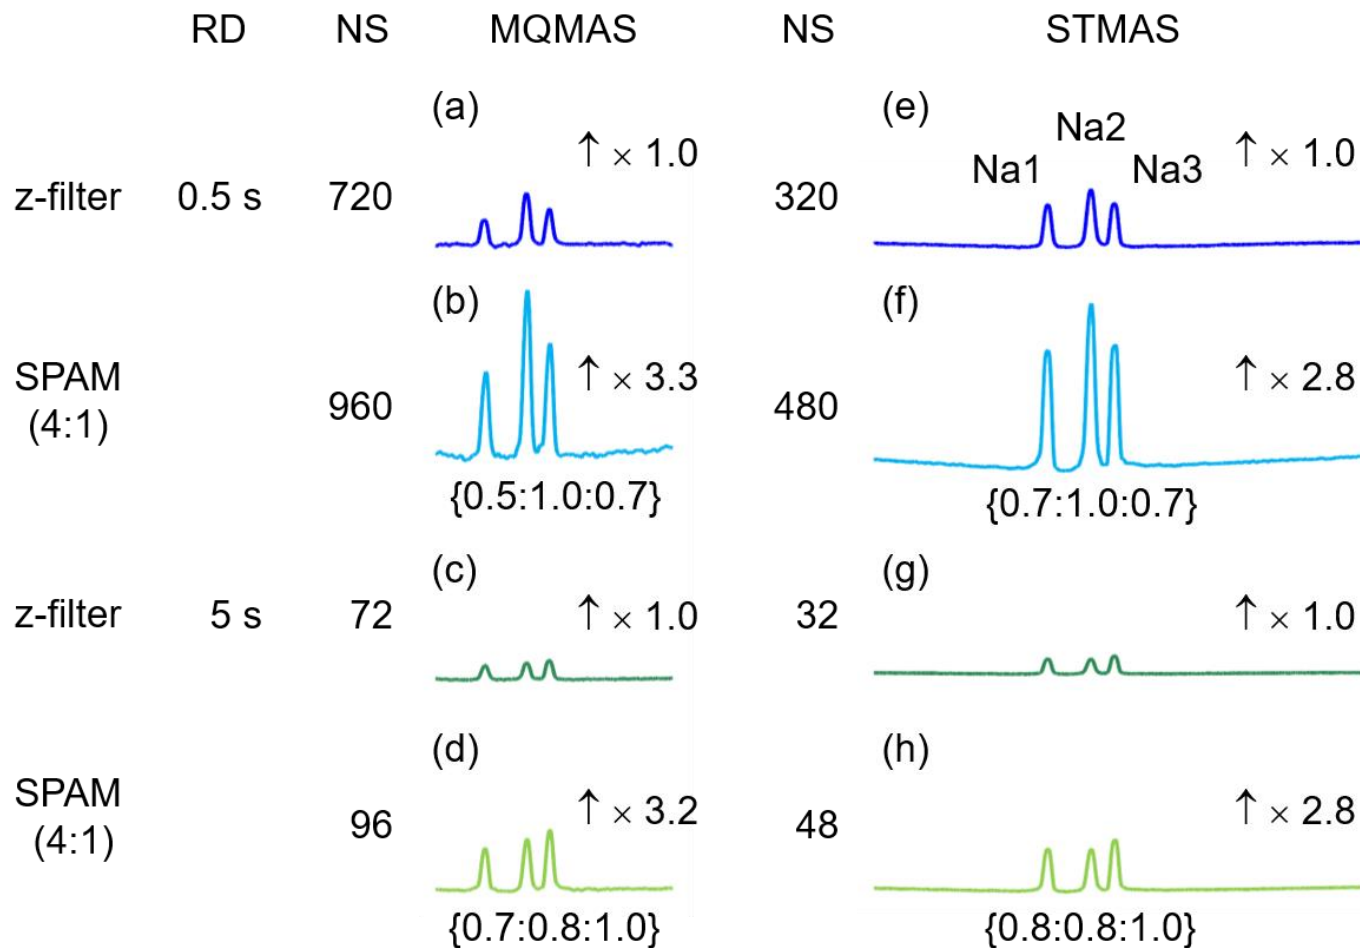 RD NS MQMAS NS STMAS
(a) (e)
Na2
↑ × 1.0 Na1 Na3 ↑ × 1.0
z-filter 0.5 s 720 320
(b) (f)
SPAM ↑ × 3.3 ↑ × 2.8
(4:1) 960 480
{0.5:1.0:0.7} {0.7:1.0:0.7}
(c) (g)
z-filter 5 s 72 ↑ × 1.0 32 ↑ × 1.0
(d) (h)
SPAM ↑ × 3.2 ↑ × 2.8
(4:1) 96 48
{0.7:0.8:1.0} {0.8:0.8:1.0}